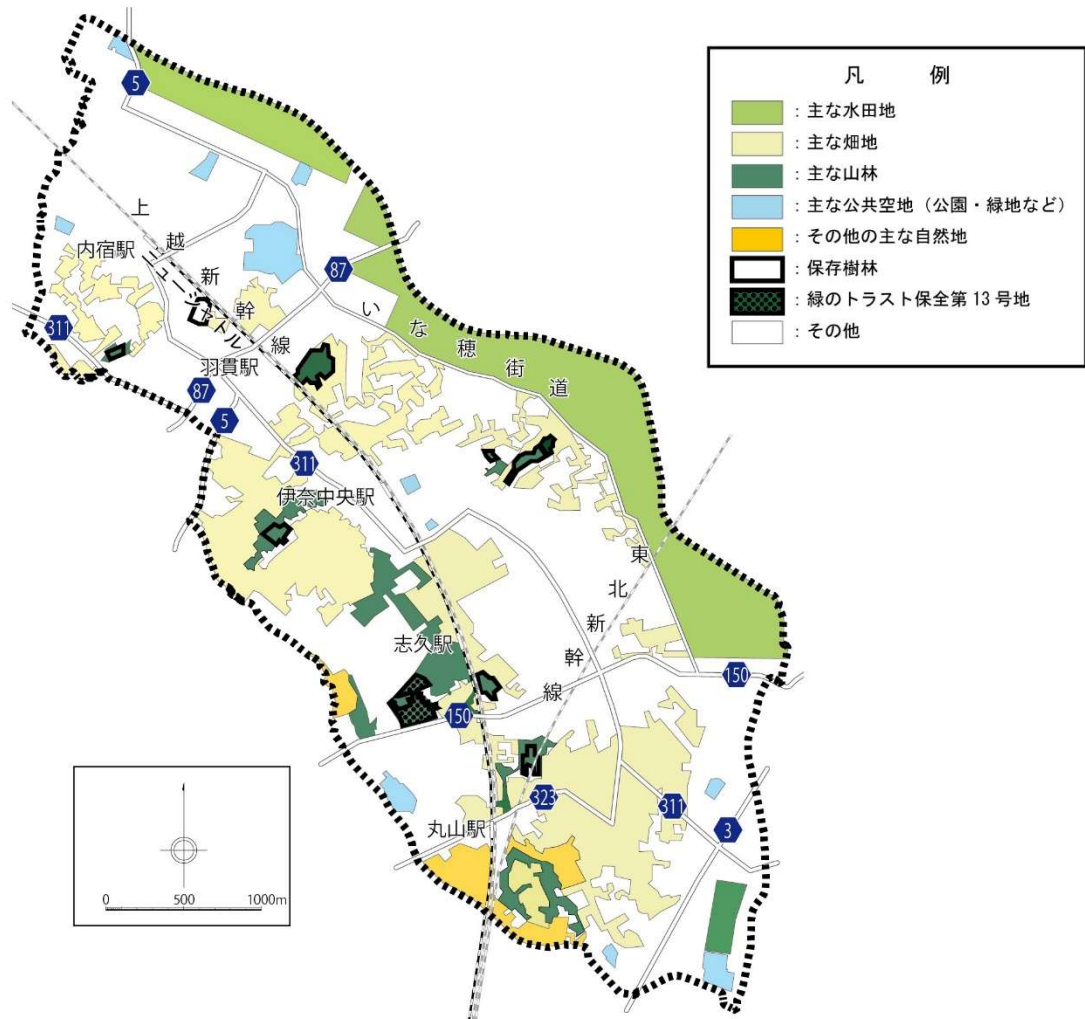 凡 例
：主な水田地
：主な畑地
：主な山林
：主な公共空地（公園・緑地など）
：その他の主な自然地
：保存樹林
：緑のトラスト保全第 13 号地
：その他
5
上越新幹線
内宿駅
ニューシャトル
87
いな穂街道
311
羽貫駅
87
5
311
伊奈中央駅
東北新幹線
志久駅
150
150
323
311
3
丸山駅
0 500 1000m